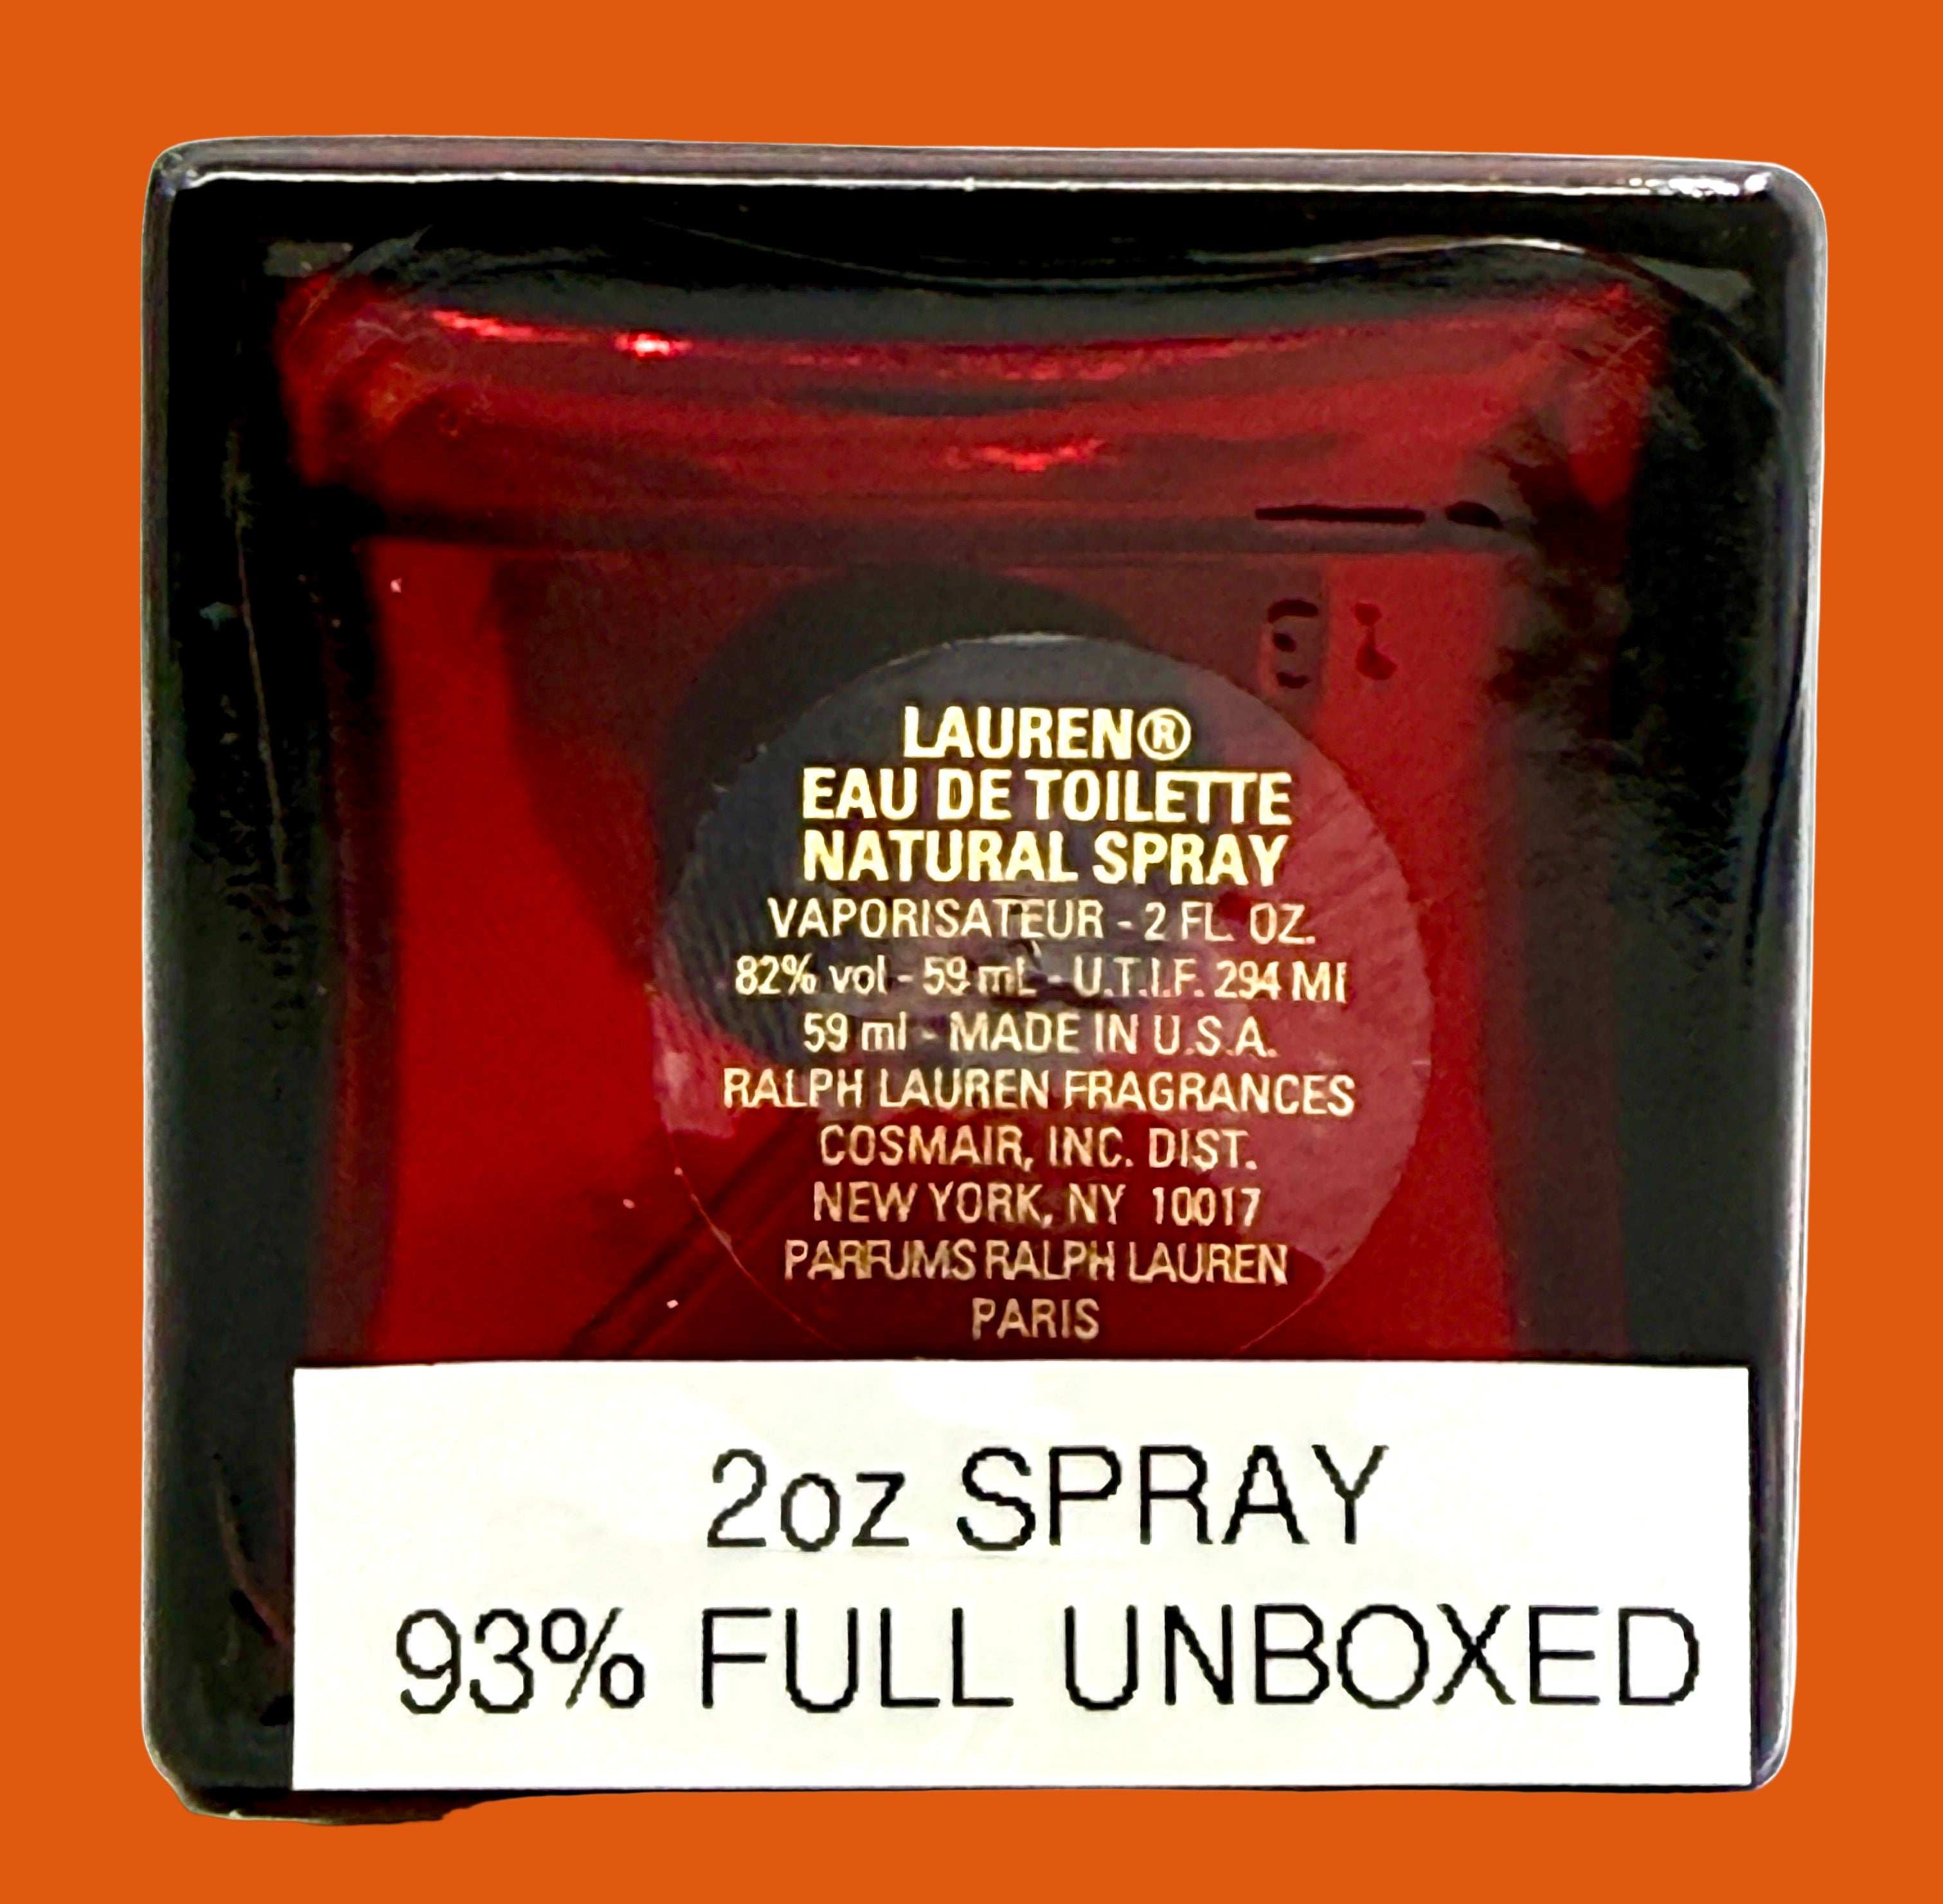 LAUREN®
EAU DE TOILETTE
NATURAL SPRAY
VAPORISATEUR - 2 FL. OZ.
82% vol - 59 mL - U.T.I.F. 294 MI
59 ml - MADE IN U.S.A.
RALPH LAUREN FRAGRANCES
COSMAIR, INC. DIST.
NEW YORK, NY 10017
PARFUMS RALPH LAUREN
PARIS
2oz SPRAY
93% FULL UNBOXED